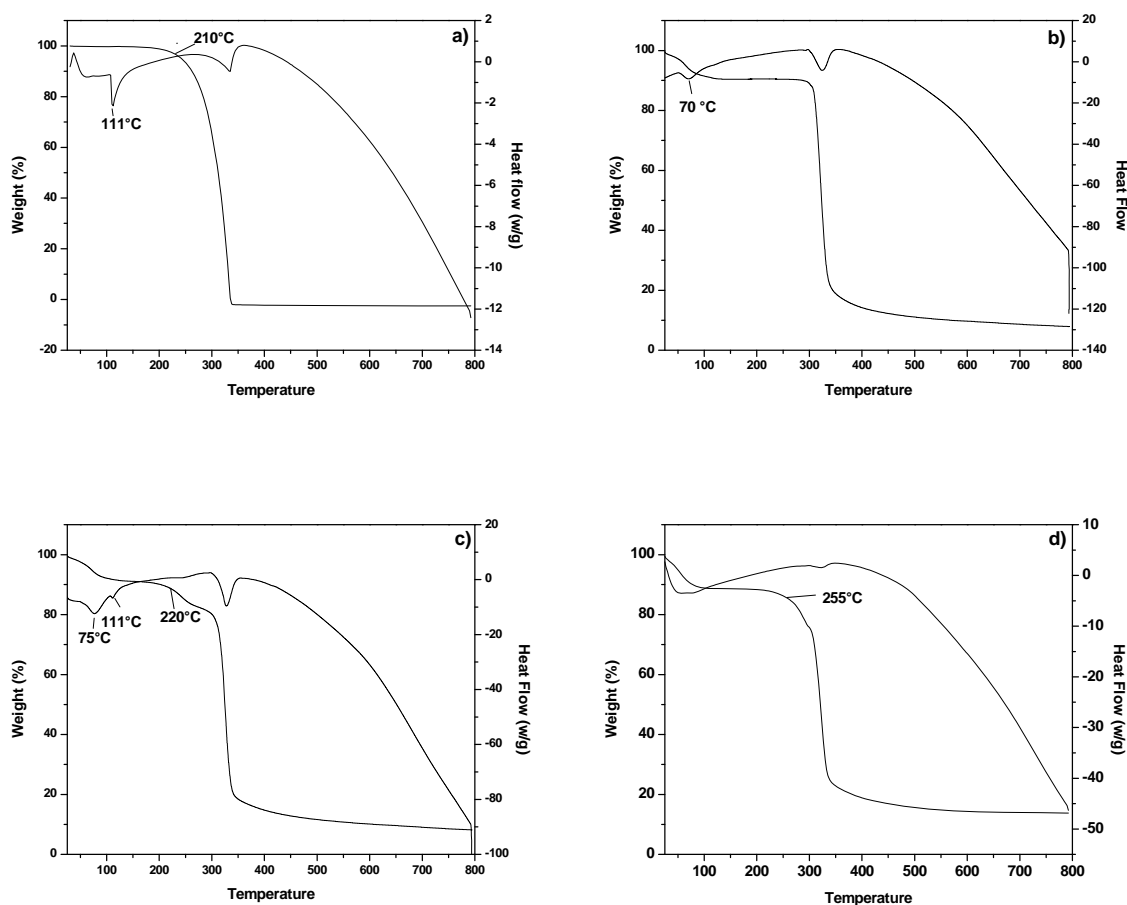 a)
210°C
111°C
Weight (%)
100
80
60
40
20
0
-20
100 200 300 400 500 600 700 800
Temperature
2
0
-2
-4
-6
-8
-10
-12
-14
Heat flow (w/g)
b)
70 °C
Weight (%)
100
80
60
40
20
0
100 200 300 400 500 600 700 800
Temperature
20
0
-20
-40
-60
-80
-100
-120
-140
Heat Flow
c)
75°C
111°C
220°C
Weight (%)
100
80
60
40
20
0
100 200 300 400 500 600 700 800
Temperature
20
0
-20
-40
-60
-80
-100
Heat Flow (w/g)
d)
255°C
Weight (%)
100
80
60
40
20
0
100 200 300 400 500 600 700 800
Temperature
10
0
-10
-20
-30
-40
-50
Heat Flow (w/g)